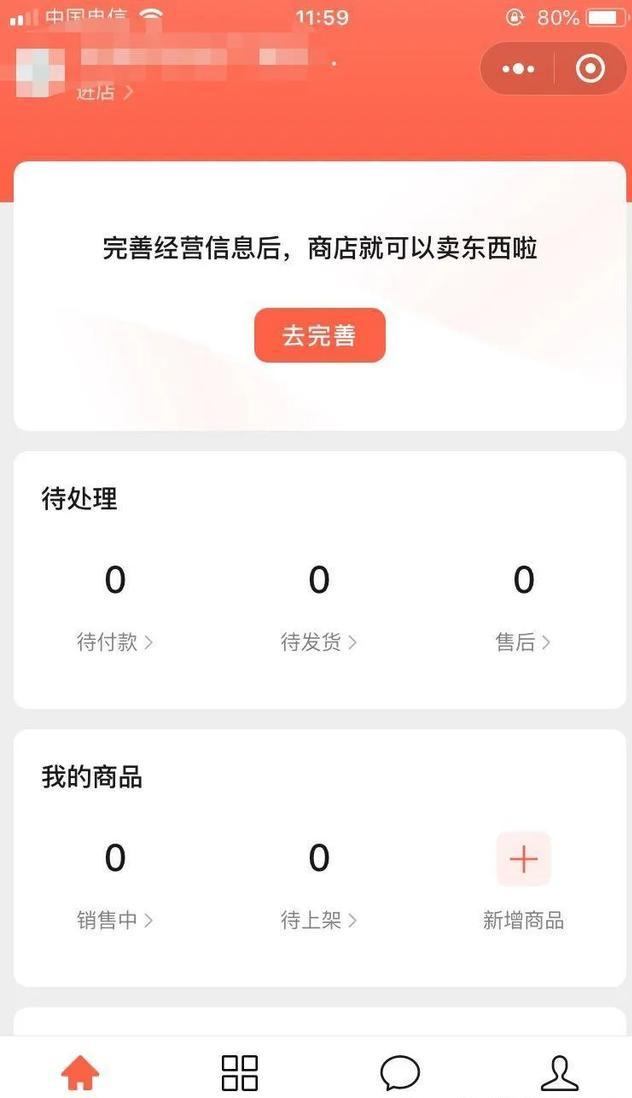 中国电信
11:59
80%
进店
完善经营信息后，商店就可以卖东西啦
去完善
待处理
0 0 0
待付款 待发货 售后
我的商品
0 0
销售中 待上架 新增商品